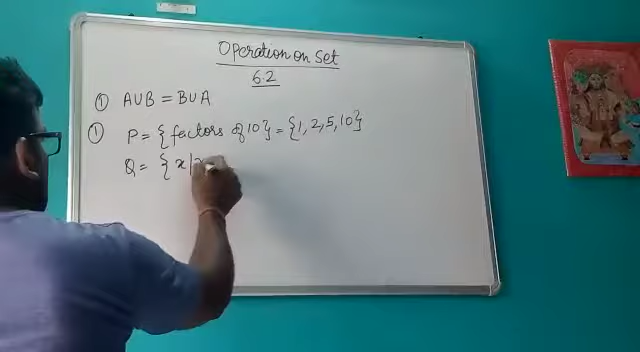 Operation on Set
6.2
① A∪B = B∪A
① P = {factors of 10} = {1, 2, 5, 10}
Q = { x |